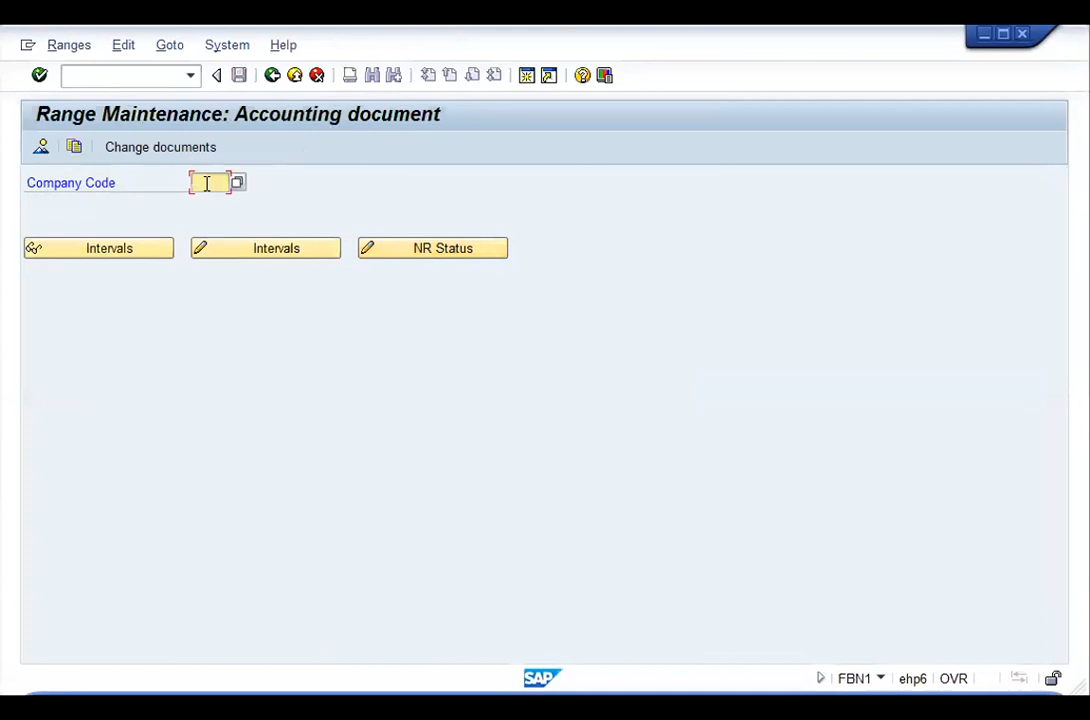 Ranges Edit Goto System Help
Range Maintenance: Accounting document
Change documents
Company Code
Intervals Intervals NR Status
SAP FBN1 ehp6 OVR